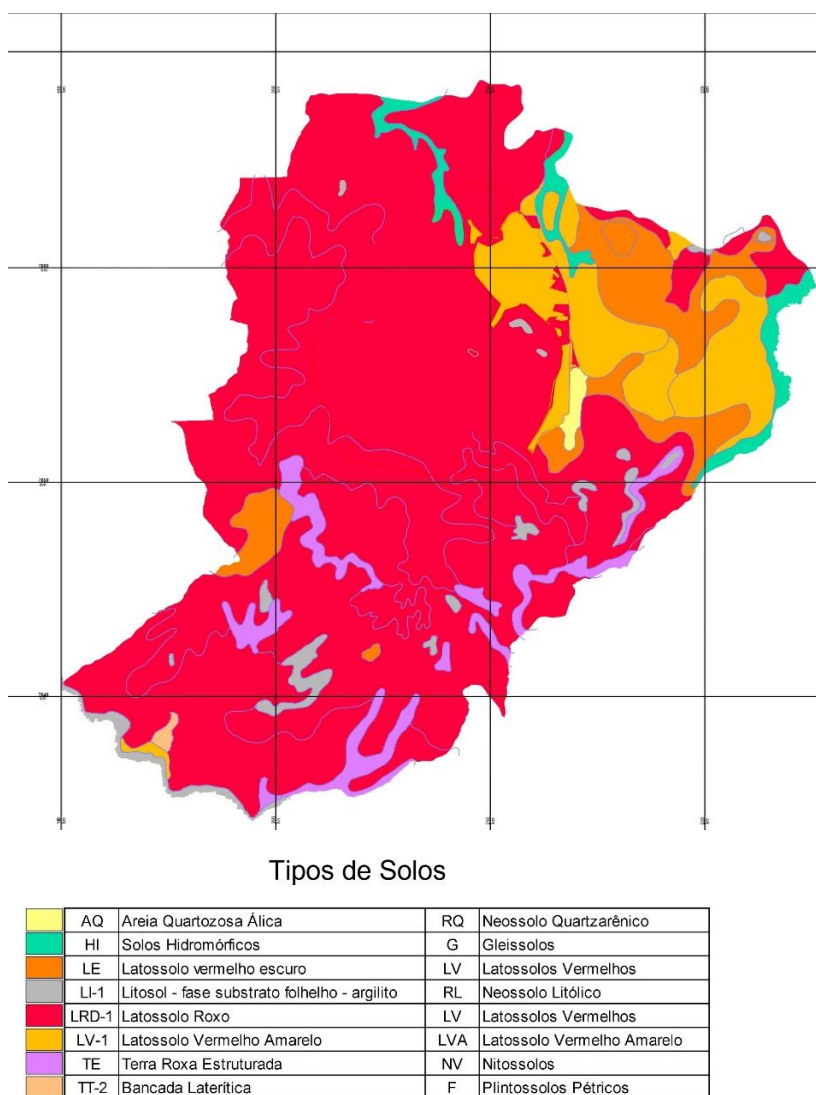 Tipos de Solos
AQ Areia Quartozosa Álica RQ Neossolo Quartzarênico
HI Solos Hidromórficos G Gleissolos
LE Latossolo vermelho escuro LV Latossolos Vermelhos
LI-1 Litosol - fase substrato folhelho - argilito RL Neossolo Litólico
LRD-1 Latossolo Roxo LV Latossolos Vermelhos
LV-1 Latossolo Vermelho Amarelo LVA Latossolo Vermelho Amarelo
TE Terra Roxa Estruturada NV Nitossolos
TT-2 Bancada Laterítica F Plintossolos Pétricos